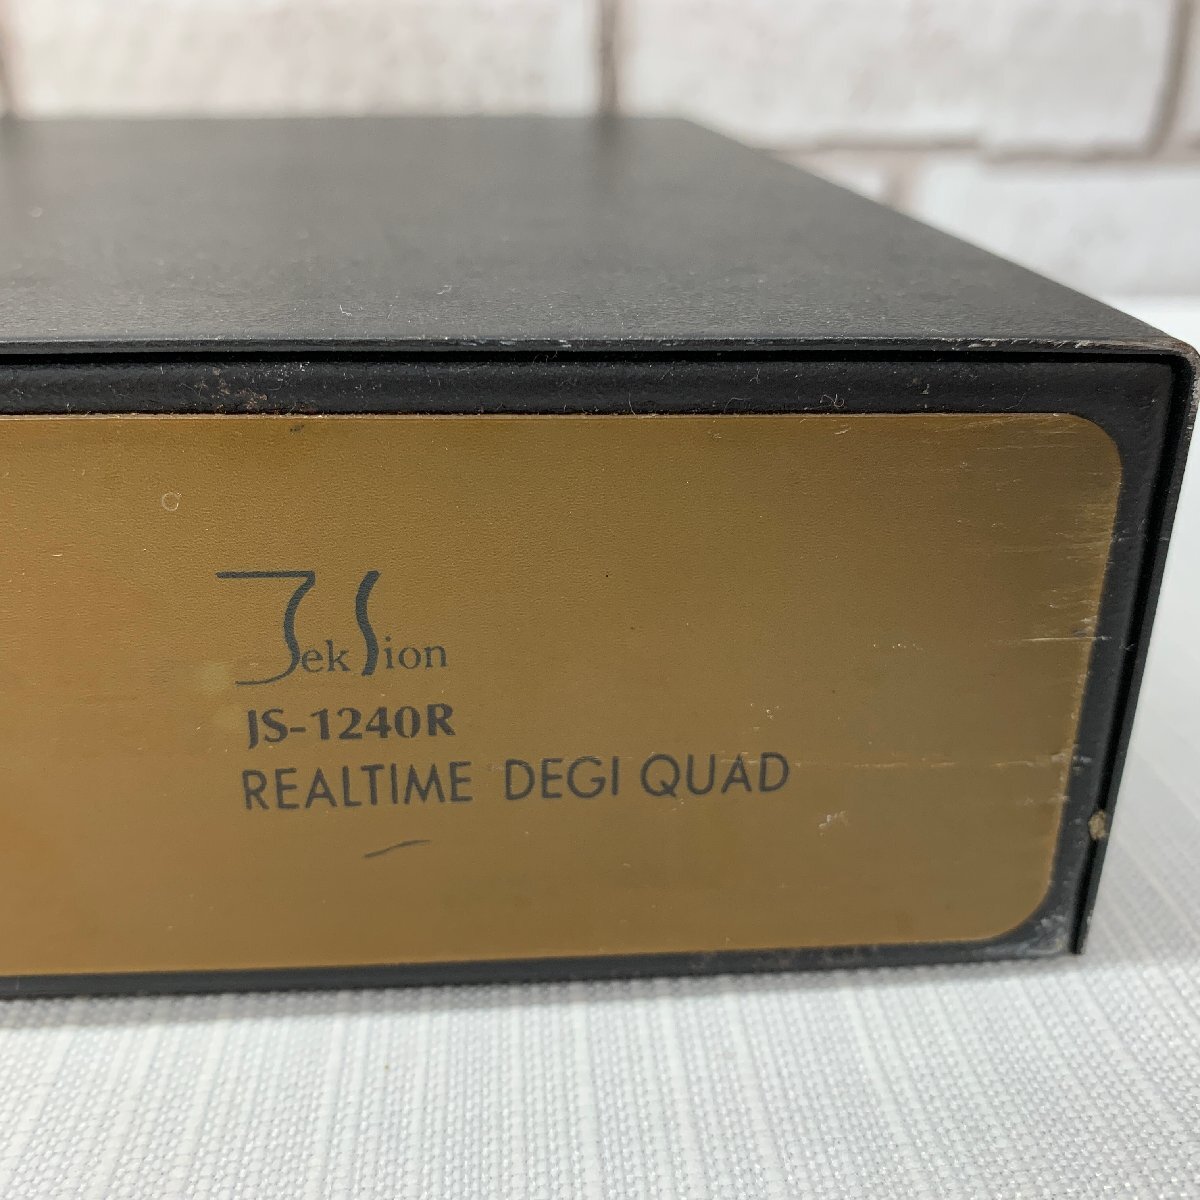 JekSion
JS-1240R
REALTIME DEGI QUAD